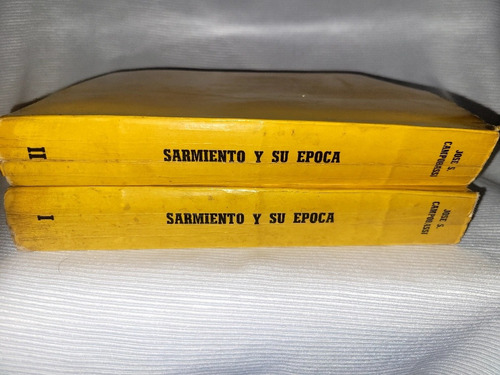 II
SARMIENTO Y SU EPOCA
JOSE S.
CAMPOBASSI
I
SARMIENTO Y SU EPOCA
JOSE S.
CAMPOBASSI